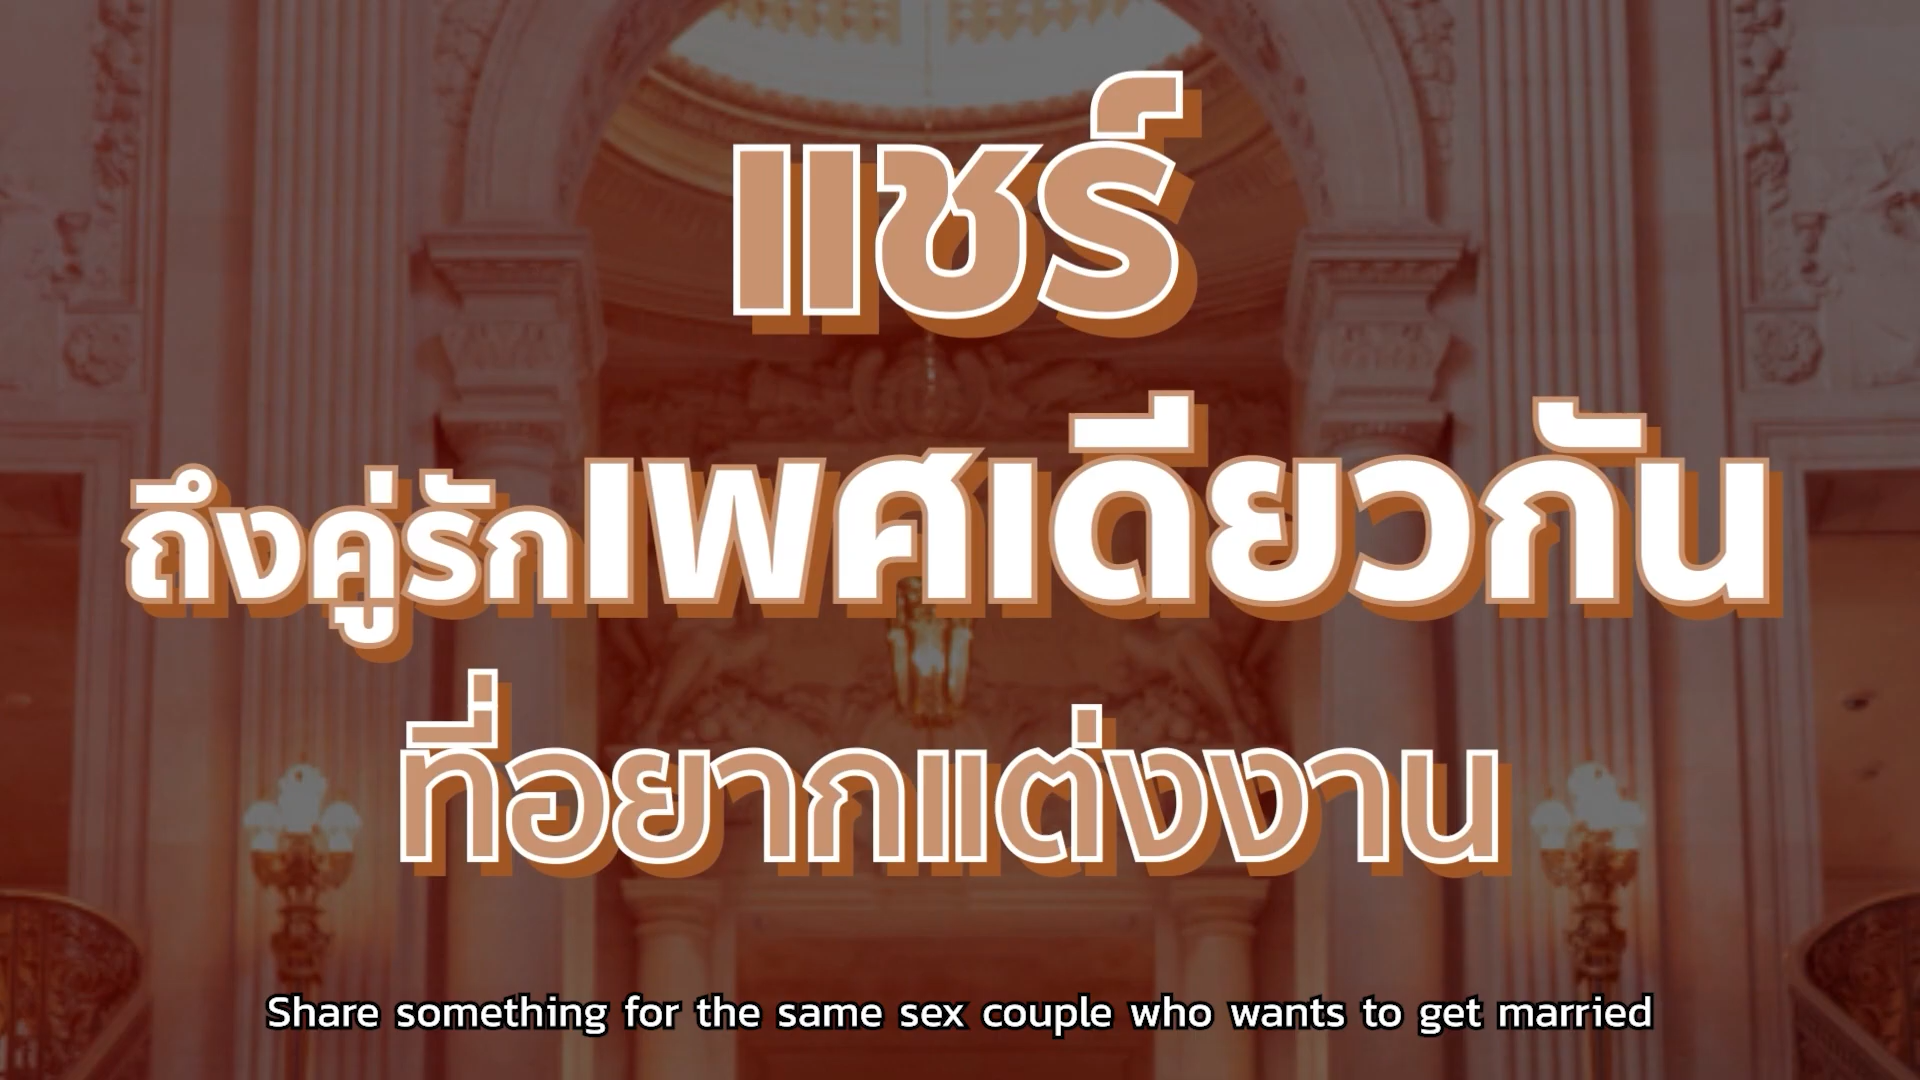 แชร์
ถึงคู่รักเพศเดียวกัน
ที่อยากแต่งงาน
Share something for the same sex couple who wants to get married